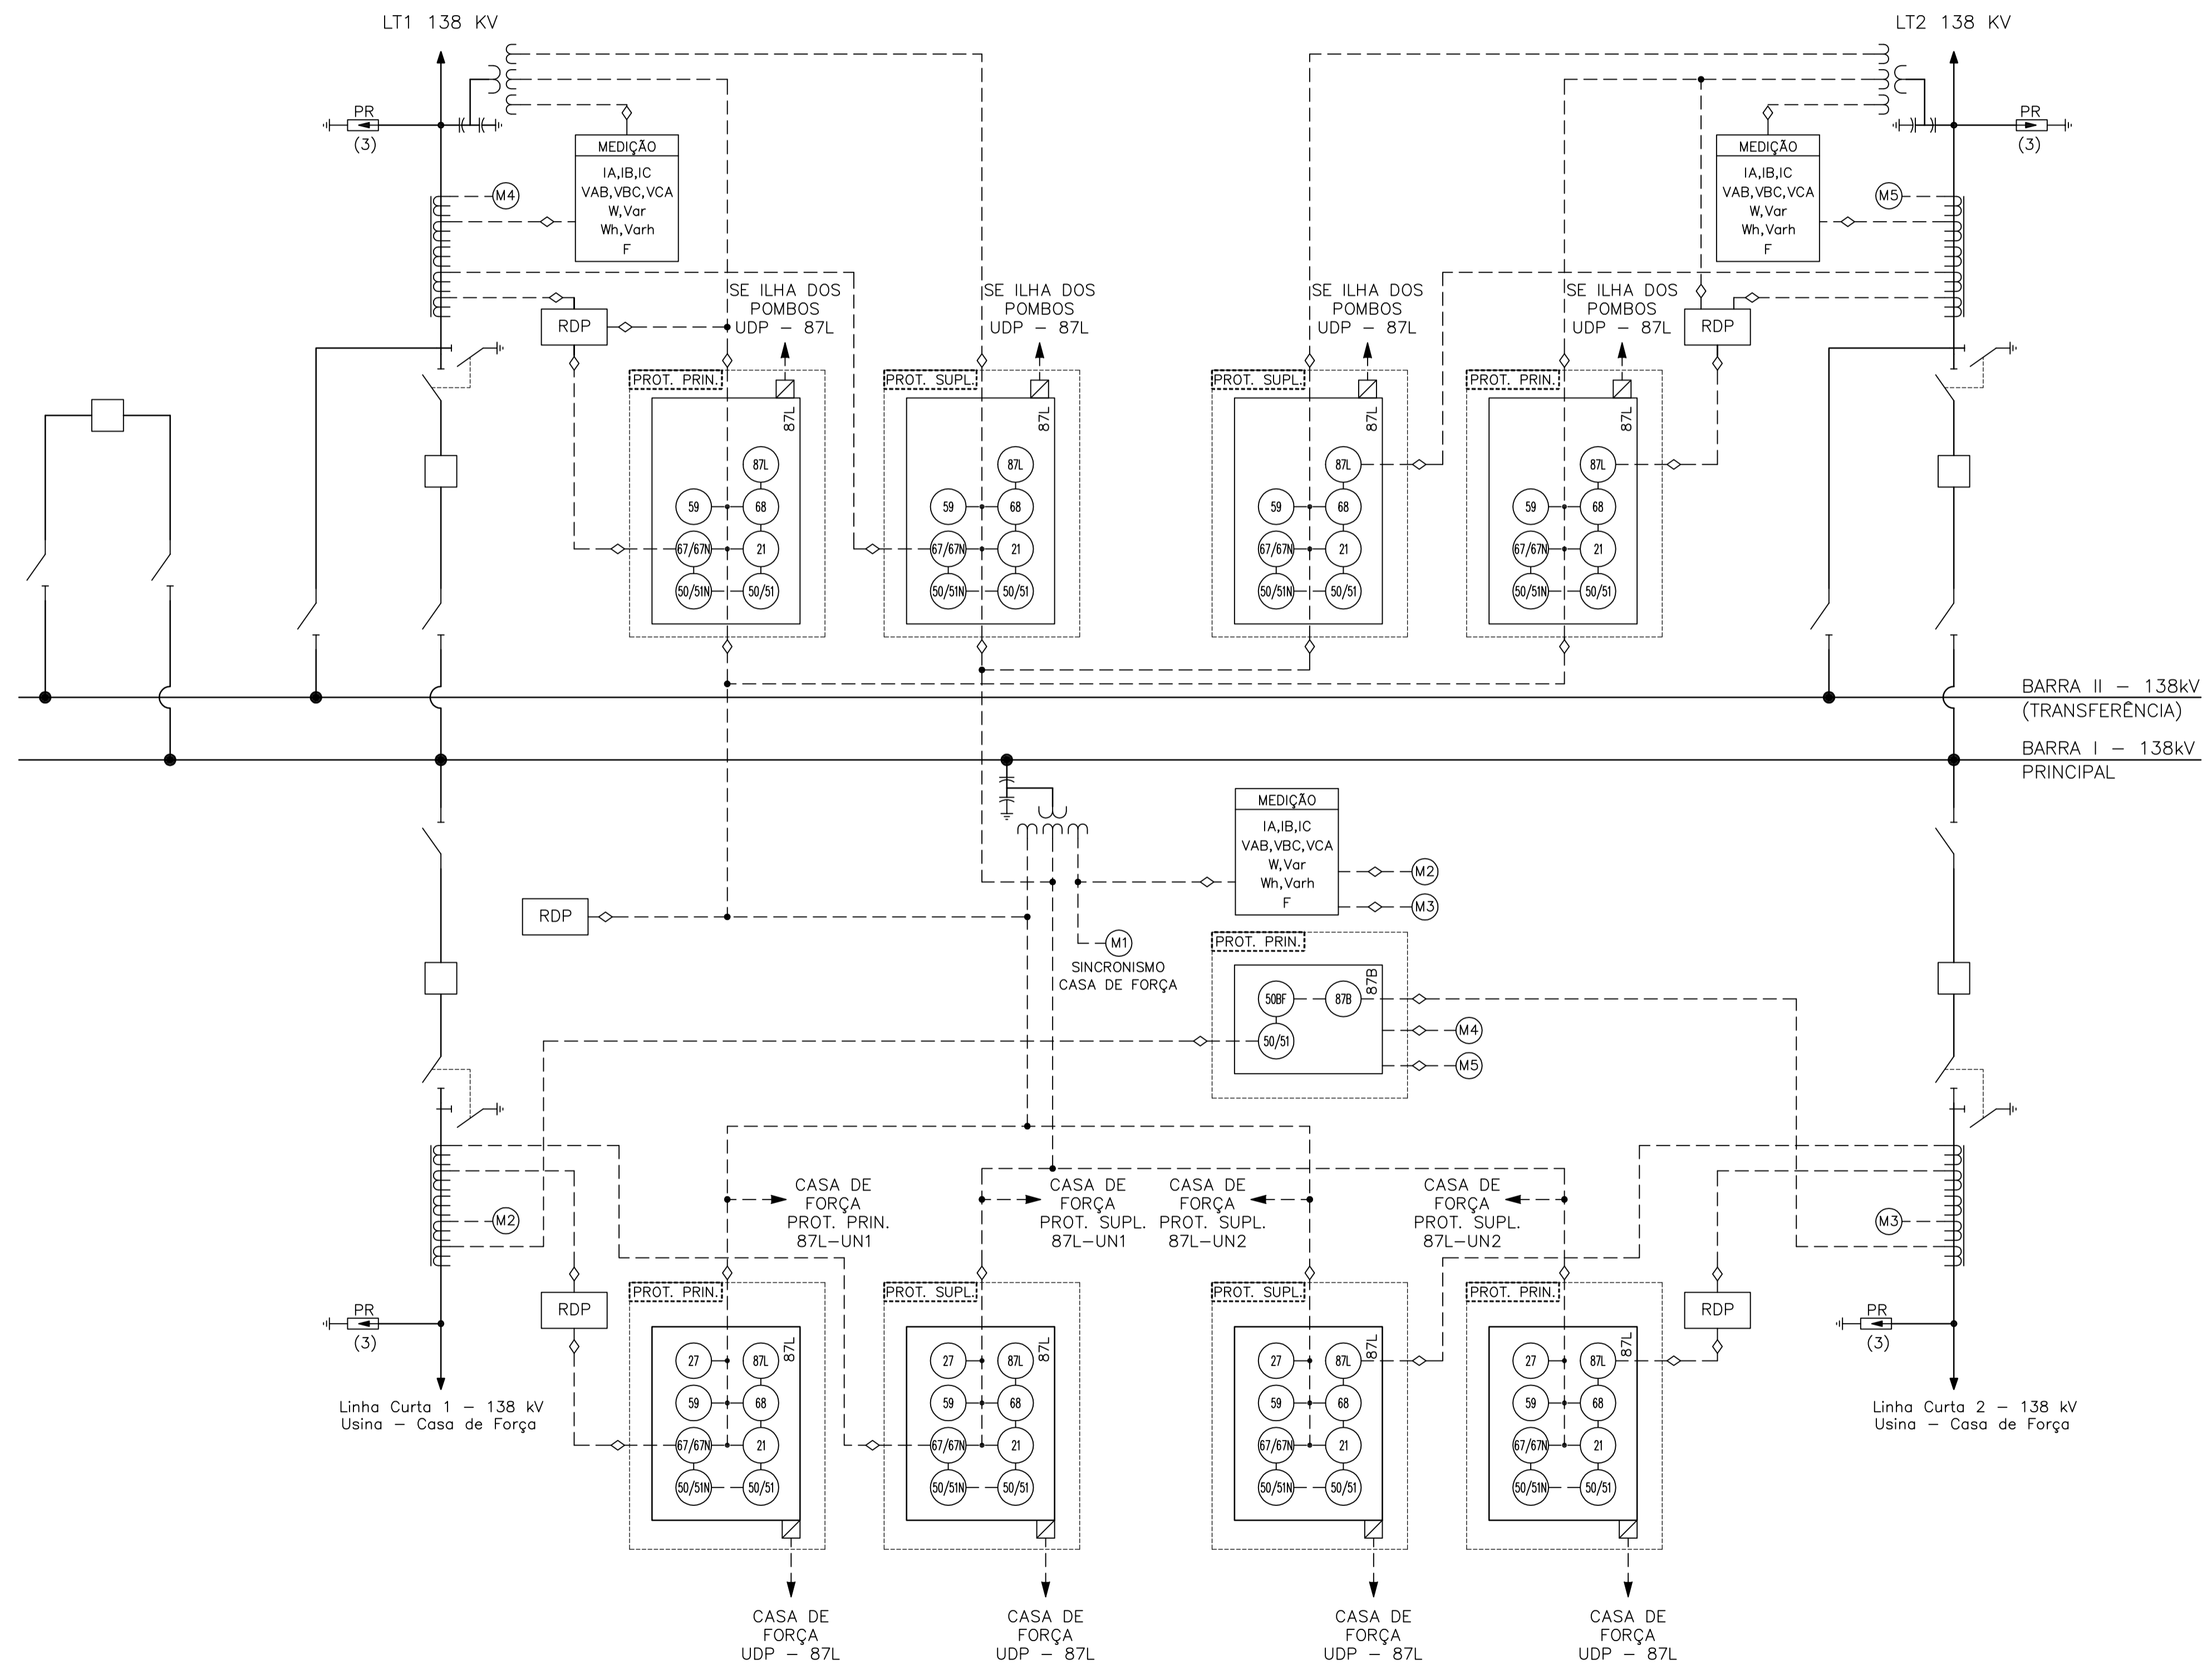 LT1 138 KV
LT2 138 KV
PR
(3)
MEDIÇÃO
IA,IB,IC
VAB,VBC,VCA
W,Var
Wh,Varh
F
M4
RDP
SE ILHA DOS
POMBOS
UDP – 87L
SE ILHA DOS
POMBOS
UDP – 87L
SE ILHA DOS
POMBOS
UDP – 87L
SE ILHA DOS
POMBOS
UDP – 87L
MEDIÇÃO
IA,IB,IC
VAB,VBC,VCA
W,Var
Wh,Varh
F
M5
RDP
PR
(3)
PROT. PRIN.
87L
87L
59
68
67/67N
21
50/51N
50/51
PROT. SUPL.
87L
87L
59
68
67/67N
21
50/51N
50/51
PROT. SUPL.
87L
87L
59
68
67/67N
21
50/51N
50/51
PROT. PRIN.
87L
87L
59
68
67/67N
21
50/51N
50/51
BARRA II – 138kV
(TRANSFERÊNCIA)
BARRA I – 138kV
PRINCIPAL
MEDIÇÃO
IA,IB,IC
VAB,VBC,VCA
W,Var
Wh,Varh
F
M2
M3
RDP
M1
SINCRONISMO
CASA DE FORÇA
PROT. PRIN.
87B
50BF
87B
50/51
M4
M5
M2
CASA DE
FORÇA
PROT. PRIN.
87L–UN1
CASA DE
FORÇA
PROT. SUPL.
87L–UN1
CASA DE
FORÇA
PROT. SUPL.
87L–UN2
CASA DE
FORÇA
PROT. SUPL.
87L–UN2
M3
PR
(3)
RDP
RDP
PR
(3)
PROT. PRIN.
87L
27
87L
59
68
67/67N
21
50/51N
50/51
PROT. SUPL.
87L
27
87L
59
68
67/67N
21
50/51N
50/51
PROT. SUPL.
87L
27
87L
59
68
67/67N
21
50/51N
50/51
PROT. PRIN.
87L
27
87L
59
68
67/67N
21
50/51N
50/51
Linha Curta 1 – 138 kV
Usina – Casa de Força
Linha Curta 2 – 138 kV
Usina – Casa de Força
CASA DE
FORÇA
UDP – 87L
CASA DE
FORÇA
UDP – 87L
CASA DE
FORÇA
UDP – 87L
CASA DE
FORÇA
UDP – 87L